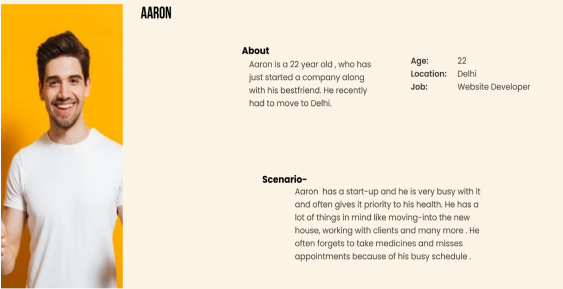 AARON
About
Aaron is a 22 year old , who has
just started a company along
with his bestfriend. He recently
had to move to Delhi.
Age: 22
Location: Delhi
Job: Website Developer
Scenario-
Aaron has a start-up and he is very busy with it
and often gives it priority to his health. He has a
lot of things in mind like moving-into the new
house, working with clients and many more . He
often forgets to take medicines and misses
appointments because of his busy schedule .